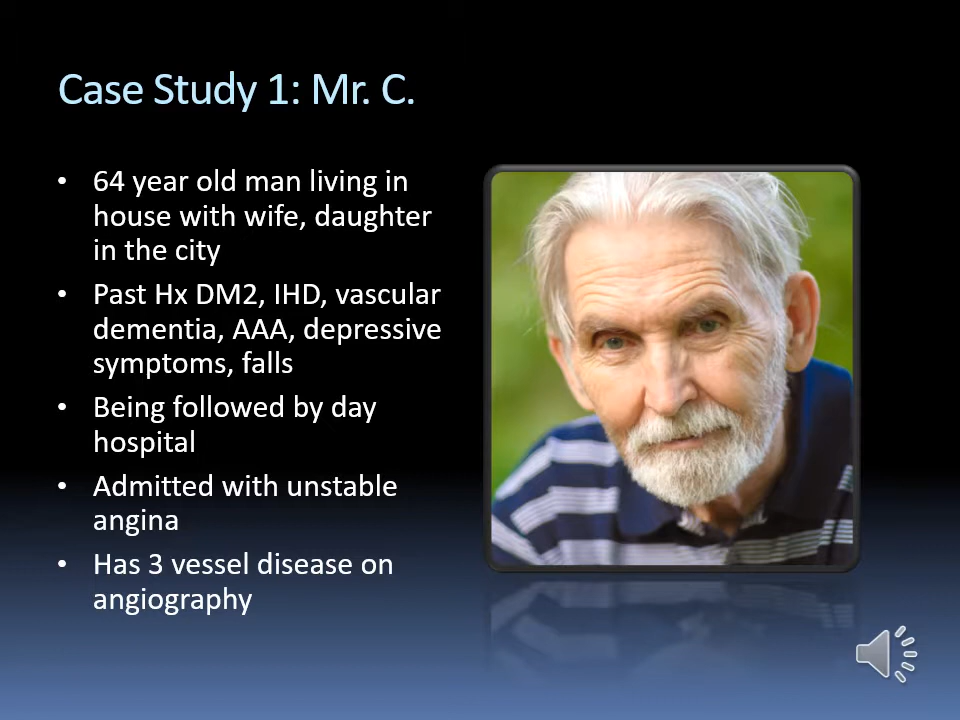 Case Study 1: Mr. C.
• 64 year old man living in
house with wife, daughter
in the city
• Past Hx DM2, IHD, vascular
dementia, AAA, depressive
symptoms, falls
• Being followed by day
hospital
• Admitted with unstable
angina
• Has 3 vessel disease on
angiography